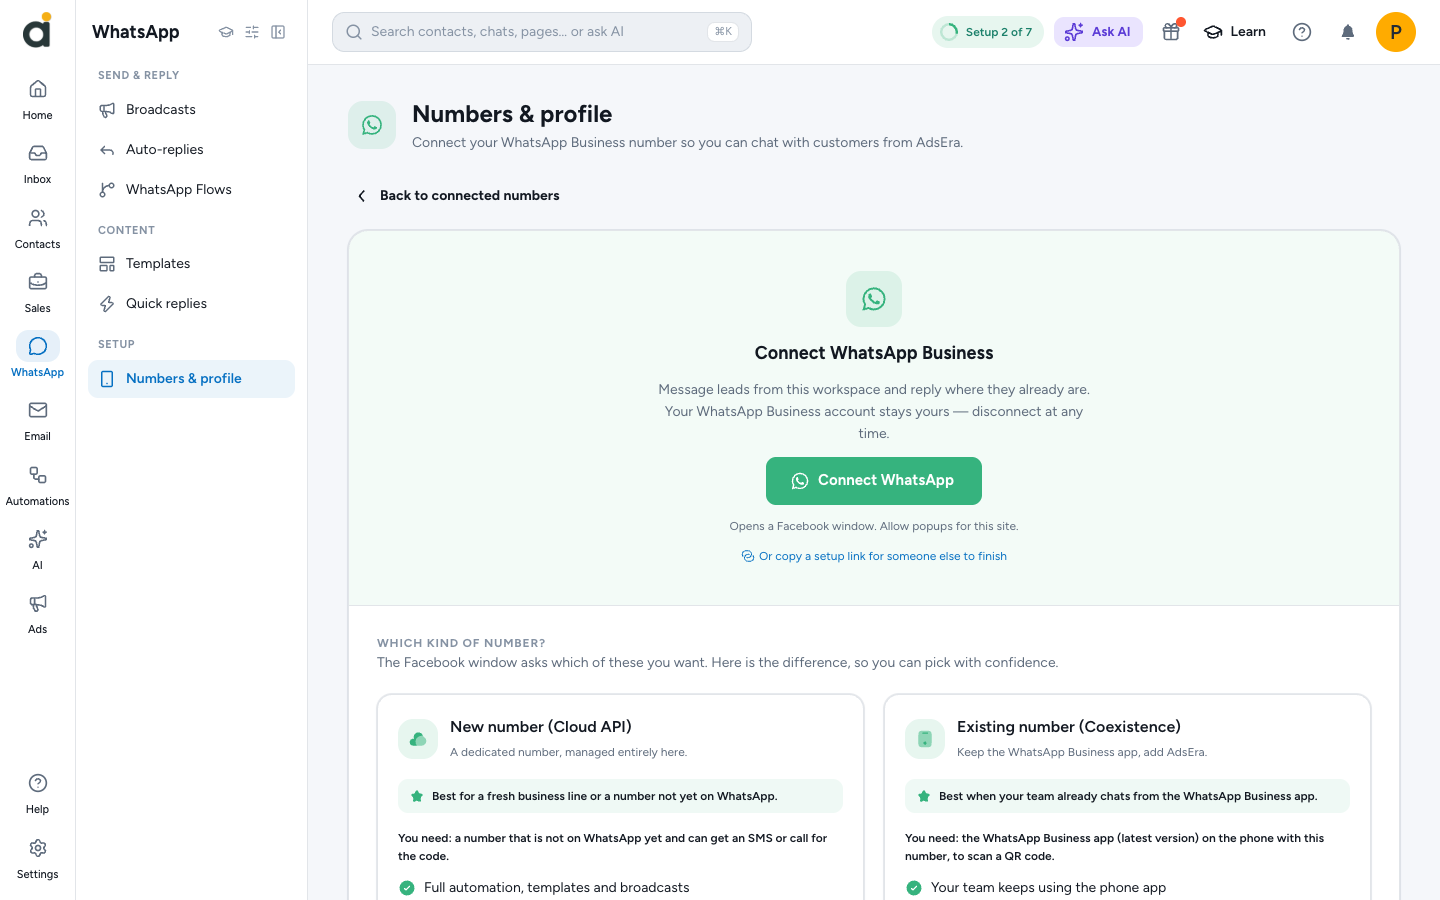 WhatsApp
Search contacts, chats, pages... or ask AI
⌘K
Setup 2 of 7
Ask AI
Learn
P
Home
Inbox
Contacts
Sales
WhatsApp
Email
Automations
AI
Ads
Help
Settings
SEND & REPLY
Broadcasts
Auto-replies
WhatsApp Flows
CONTENT
Templates
Quick replies
SETUP
Numbers & profile
Numbers & profile
Connect your WhatsApp Business number so you can chat with customers from AdsEra.
Back to connected numbers
Connect WhatsApp Business
Message leads from this workspace and reply where they already are.
Your WhatsApp Business account stays yours — disconnect at any
time.
Connect WhatsApp
Opens a Facebook window. Allow popups for this site.
Or copy a setup link for someone else to finish
WHICH KIND OF NUMBER?
The Facebook window asks which of these you want. Here is the difference, so you can pick with confidence.
New number (Cloud API)
A dedicated number, managed entirely here.
Best for a fresh business line or a number not yet on WhatsApp.
You need: a number that is not on WhatsApp yet and can get an SMS or call for
the code.
Full automation, templates and broadcasts
Existing number (Coexistence)
Keep the WhatsApp Business app, add AdsEra.
Best when your team already chats from the WhatsApp Business app.
You need: the WhatsApp Business app (latest version) on the phone with this
number, to scan a QR code.
Your team keeps using the phone app